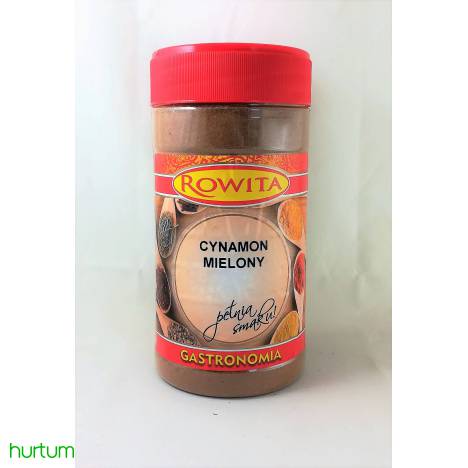 ROWITA
CYNAMON
MIELONY
pełnia
smaku!
GASTRONOMIA
hurtum